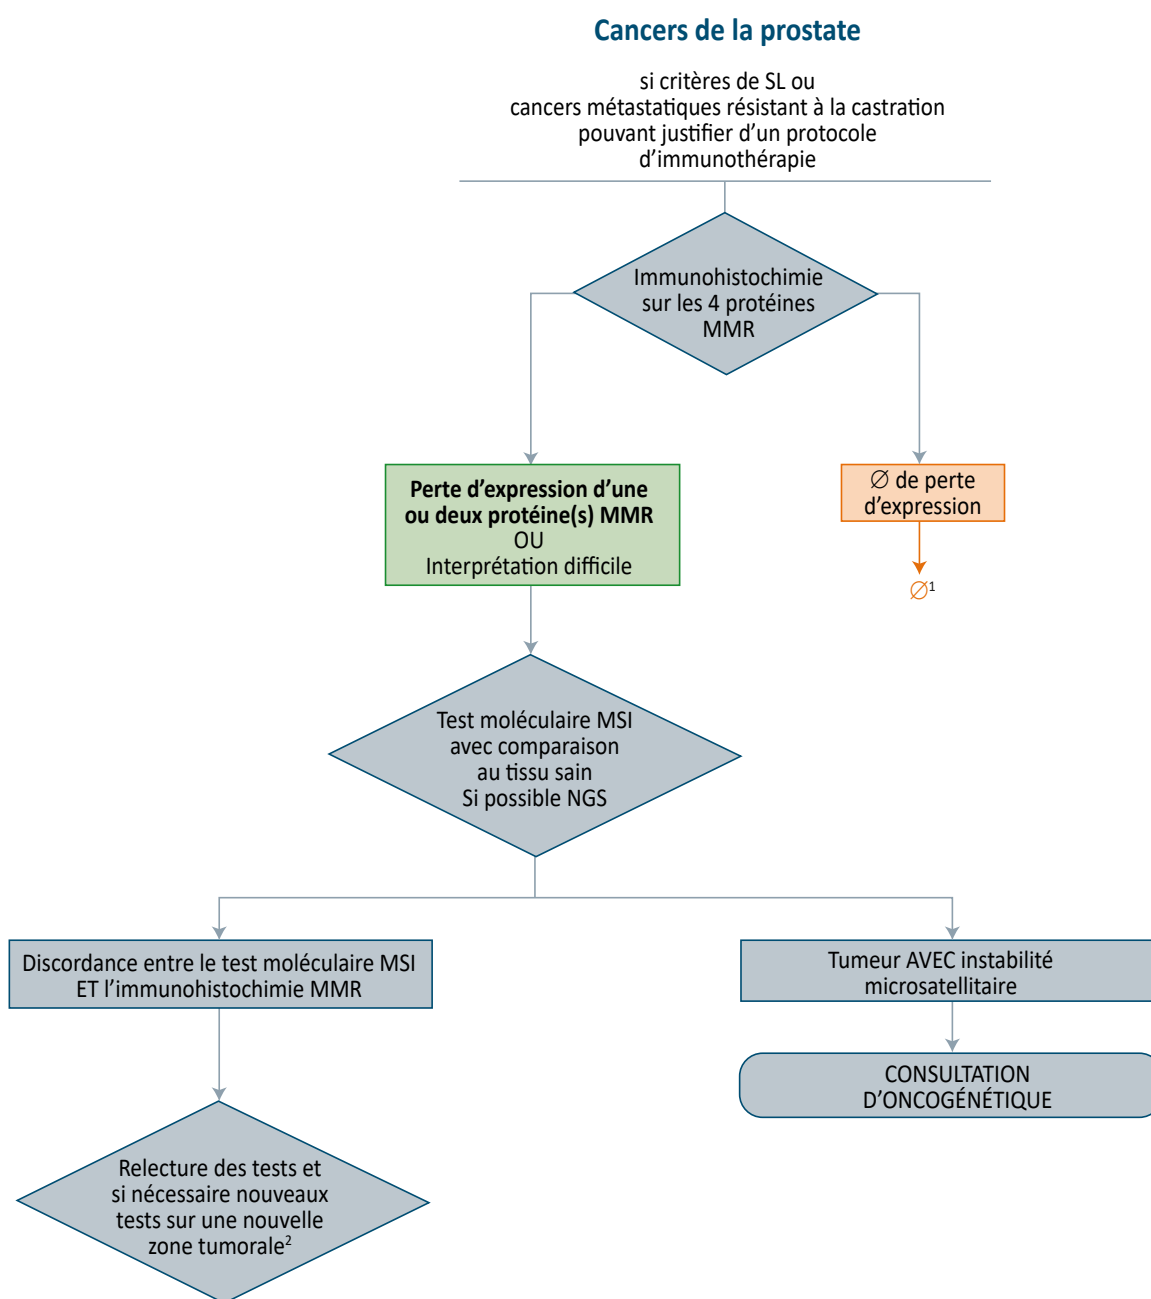 Cancers de la prostate
si critères de SL ou
cancers métastatiques résistant à la castration
pouvant justifier d'un protocole
d'immunothérapie
Immunohistochimie
sur les 4 protéines
MMR
Perte d'expression d'une
ou deux protéine(s) MMR
OU
Interprétation difficile
∅ de perte
d'expression
∅¹
Test moléculaire MSI
avec comparaison
au tissu sain
Si possible NGS
Discordance entre le test moléculaire MSI
ET l'immunohistochimie MMR
Tumeur AVEC instabilité
microsatellitaire
CONSULTATION
D'ONCOGÉNÉTIQUE
Relecture des tests et
si nécessaire nouveaux
tests sur une nouvelle
zone tumorale²